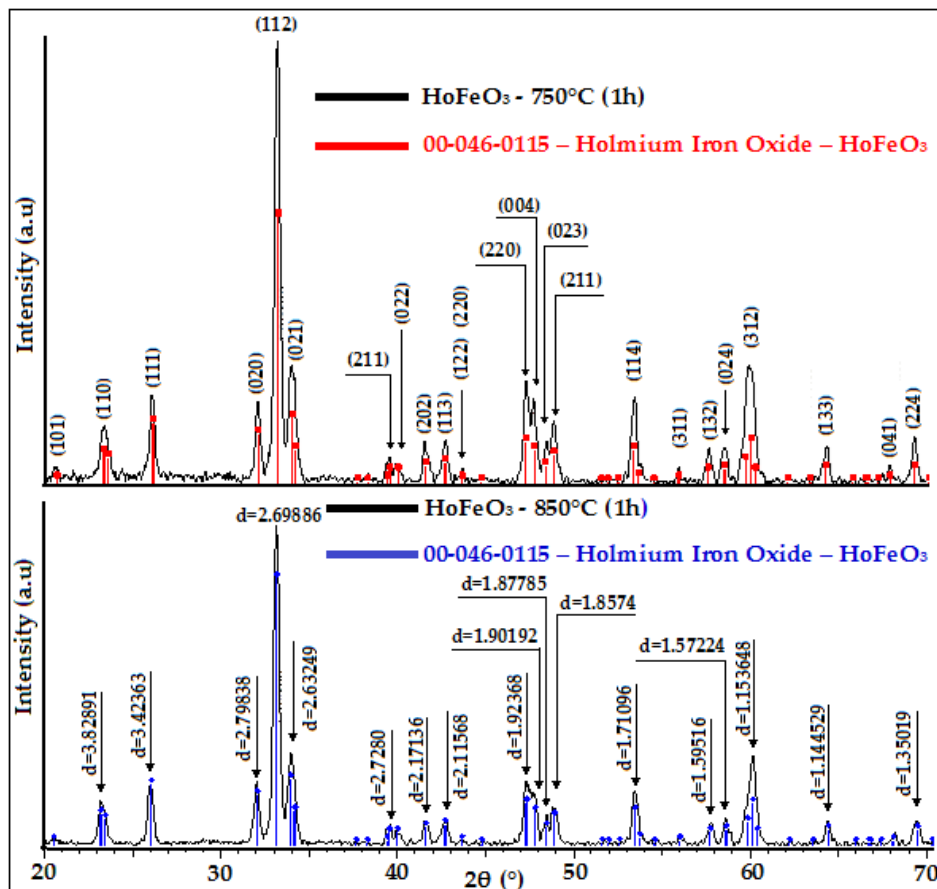 (112)
HoFeO₃ - 750°C (1h)
00-046-0115 – Holmium Iron Oxide – HoFeO₃
(004)
(023)
(220)
(211)
(022)
(220)
(211)
(101)
(110)
(111)
(020)
(021)
(202)
(113)
(122)
(114)
(311)
(132)
(024)
(312)
(133)
(041)
(224)
Intensity (a.u)
HoFeO₃ - 850°C (1h)
00-046-0115 – Holmium Iron Oxide – HoFeO₃
d=2.69886
d=1.87785
d=1.8574
d=1.90192
d=1.57224
d=3.82891
d=3.42363
d=2.79838
d=2.63249
d=2.7280
d=2.17136
d=2.11568
d=1.92368
d=1.71096
d=1.59516
d=1.153648
d=1.144529
d=1.35019
Intensity (a.u)
20 30 40 50 60 70
2θ (°)